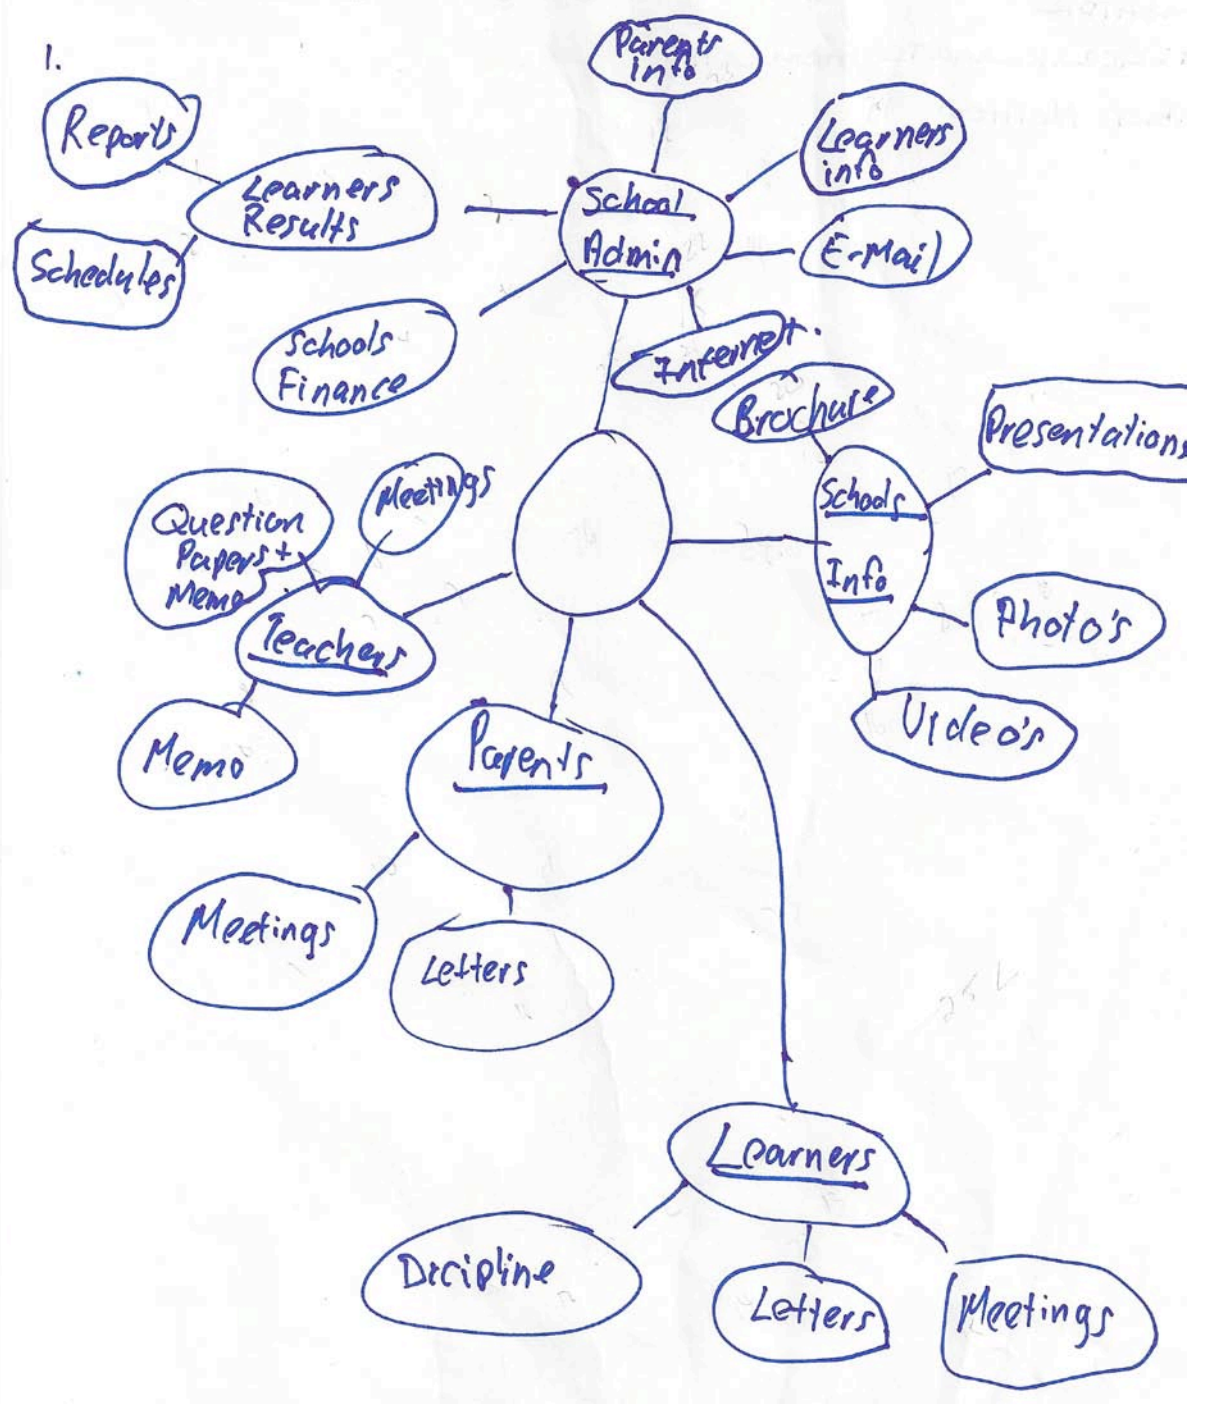 1.
Parents
info
Reports
Learners
info
Learners
Results
School
Admin
E-Mail
Schedules
Schools
Finance
Internet.
Brochure
Presentations
Schools
Info
Meetings
Question
Papers +
Memo
Teachers
Photo's
Video's
Memo
Parents
Meetings
Letters
Learners
Dicipline
Letters
Meetings